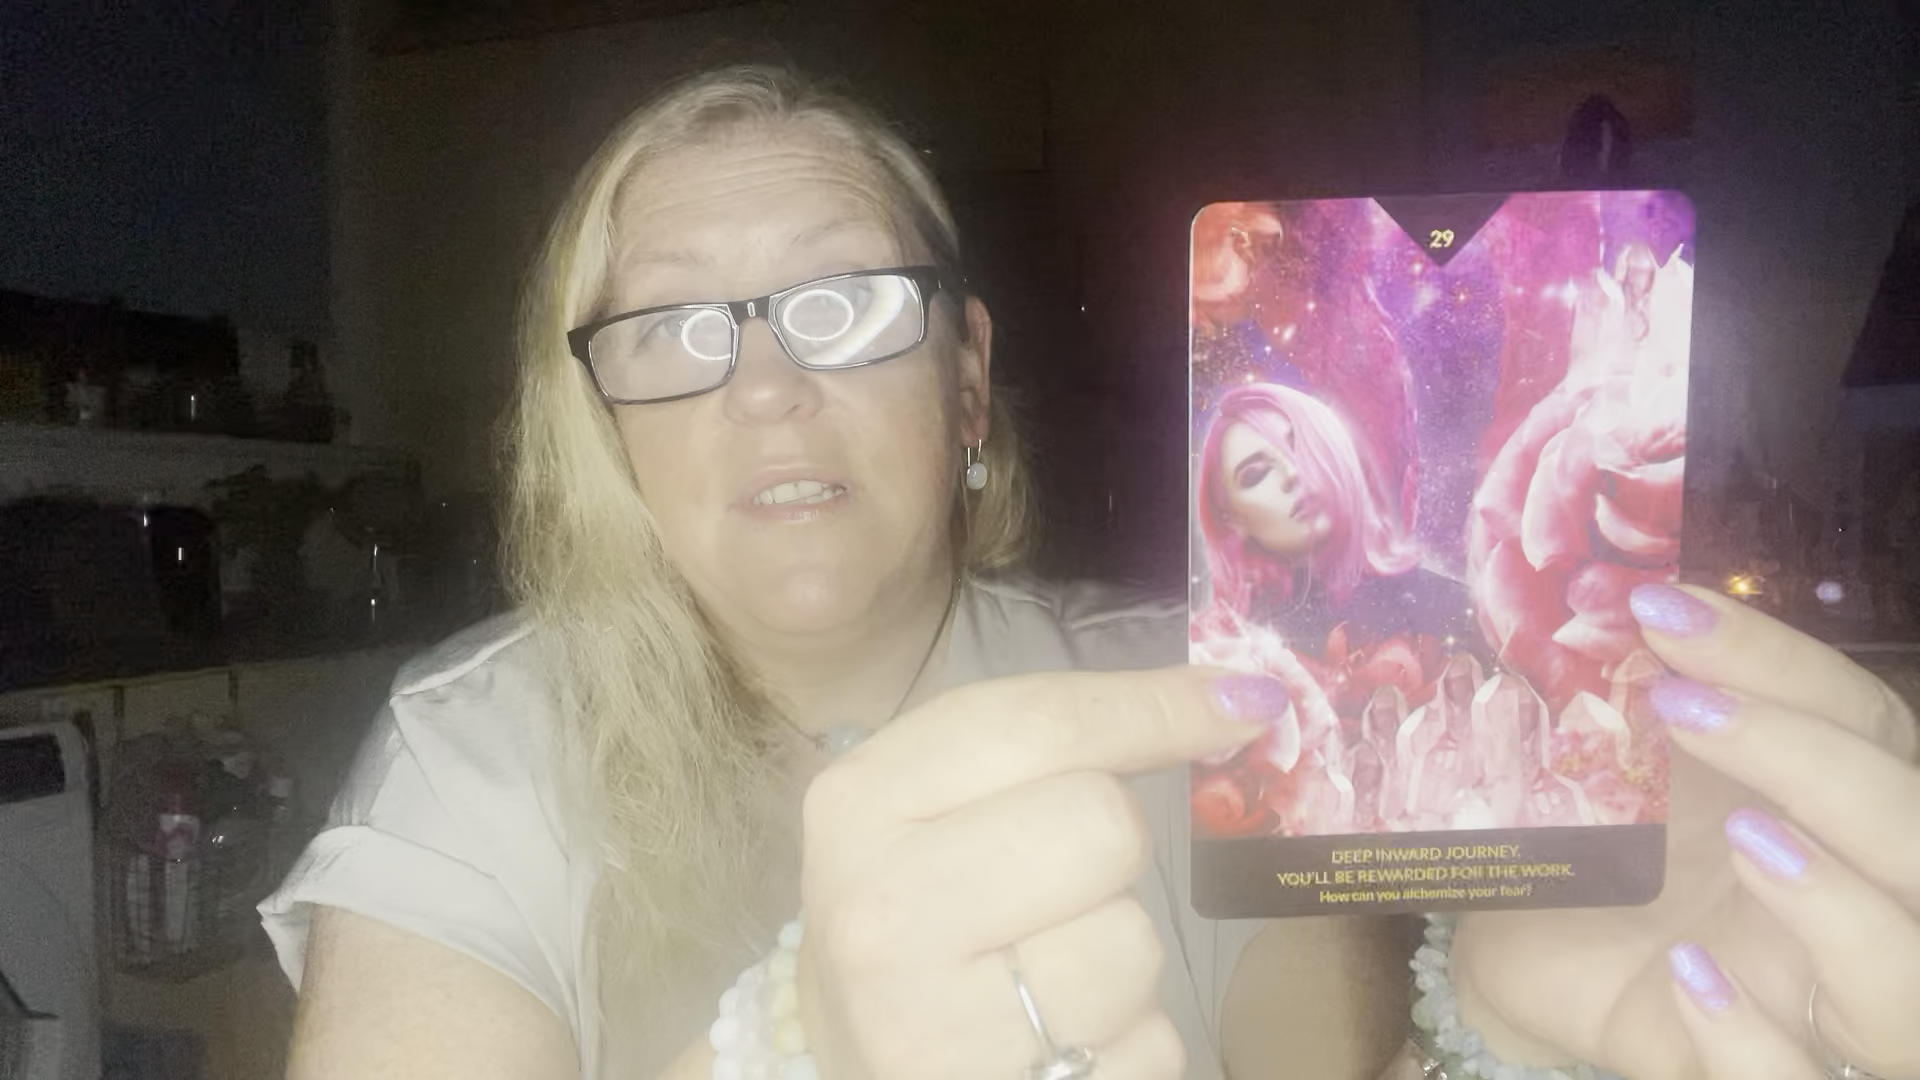 29
DEEP INWARD JOURNEY.
YOU'LL BE REWARDED FOR THE WORK.
How can you alchemize your fear?